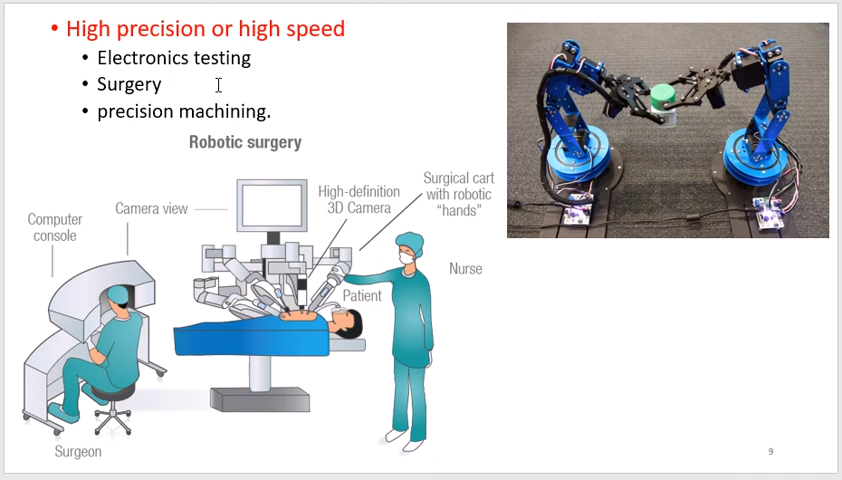 • High precision or high speed
• Electronics testing
• Surgery
• precision machining.
Robotic surgery
Computer
console
Camera view
High-definition
3D Camera
Surgical cart
with robotic
“hands”
Nurse
Patient
Surgeon
9